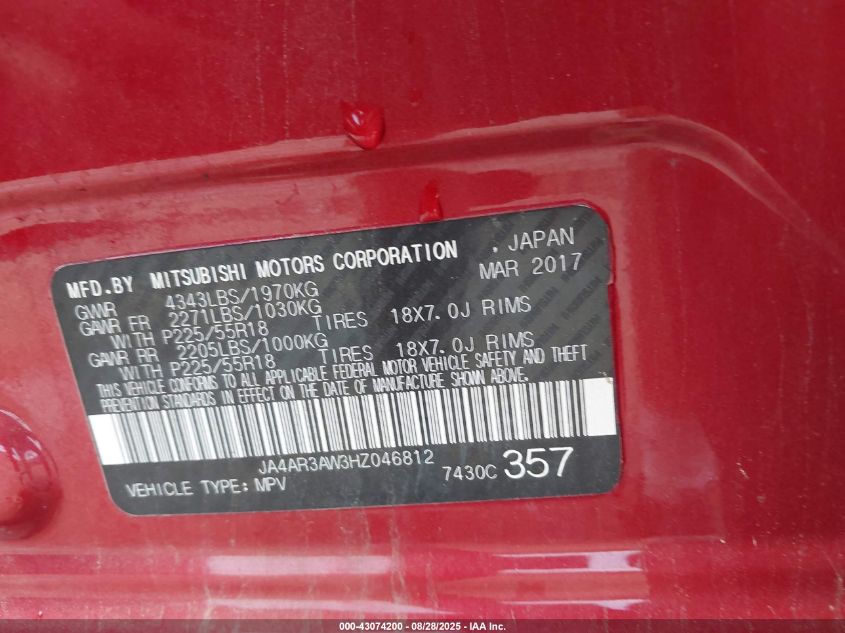 MFD.BY MITSUBISHI MOTORS CORPORATION . JAPAN
GWR 4343LBS/1970KG MAR 2017
GAWR FR 2271LBS/1030KG
WITH P225/55R18 TIRES 18X7.0J RIMS
GAWR RR 2205LBS/1000KG
WITH P225/55R18 TIRES 18X7.0J RIMS
THIS VEHICLE CONFORMS TO ALL APPLICABLE FEDERAL MOTOR VEHICLE SAFETY AND THEFT
PREVENTION STANDARDS IN EFFECT ON THE DATE OF MANUFACTURE SHOWN ABOVE.
JA4AR3AW3HZ046812
VEHICLE TYPE: MPV 7430C 357
000-43074200 - 08/28/2025 - IAA Inc.